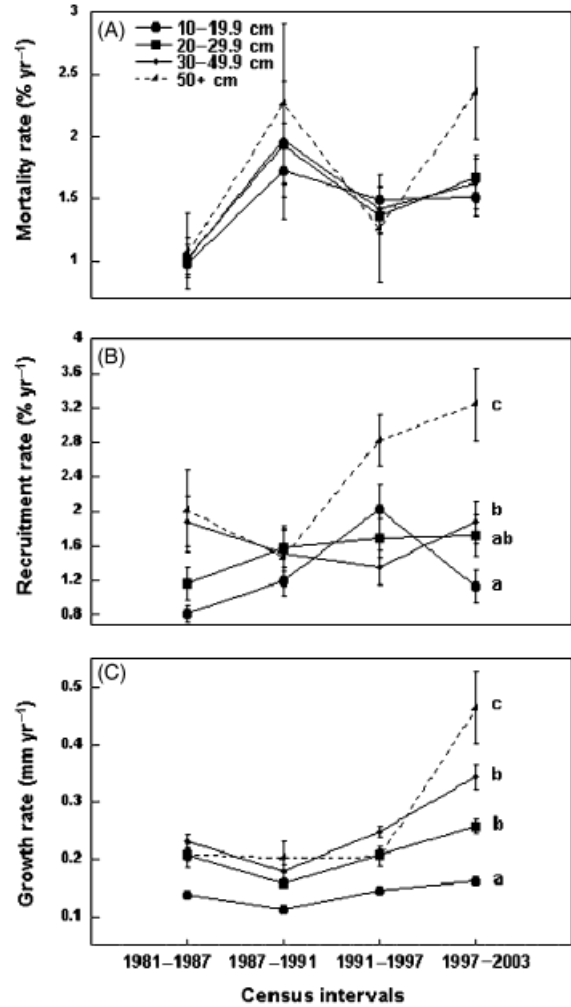 (A)
10–19.9 cm
20–29.9 cm
30–49.9 cm
50+ cm
Mortality rate (% yr⁻¹)
3
2.5
2
1.5
1
(B)
Recruitment rate (% yr⁻¹)
4
3.6
3.2
2.8
2.4
2
1.6
1.2
0.8
c
b
ab
a
(C)
Growth rate (mm yr⁻¹)
0.5
0.4
0.3
0.2
0.1
c
b
b
a
1981–1987 1987–1991 1991–1997 1997–2003
Census intervals